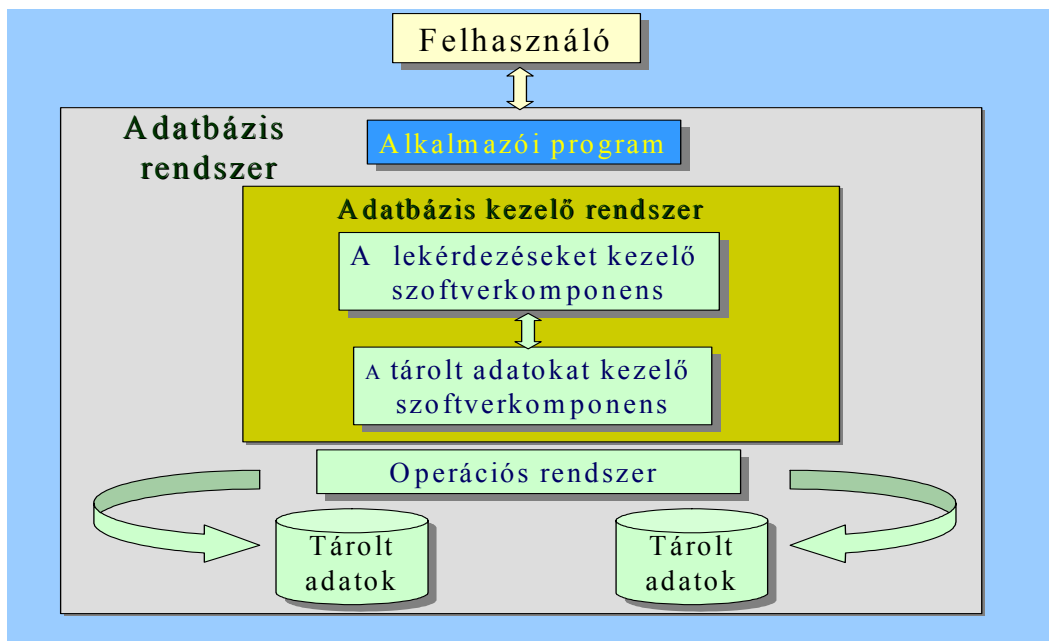 Felhasználó
Adatbázis
rendszer
Alkalmazói program
Adatbázis kezelő rendszer
A lekérdezéseket kezelő
szoftverkomponens
A tárolt adatokat kezelő
szoftverkomponens
Operációs rendszer
Tárolt
adatok
Tárolt
adatok